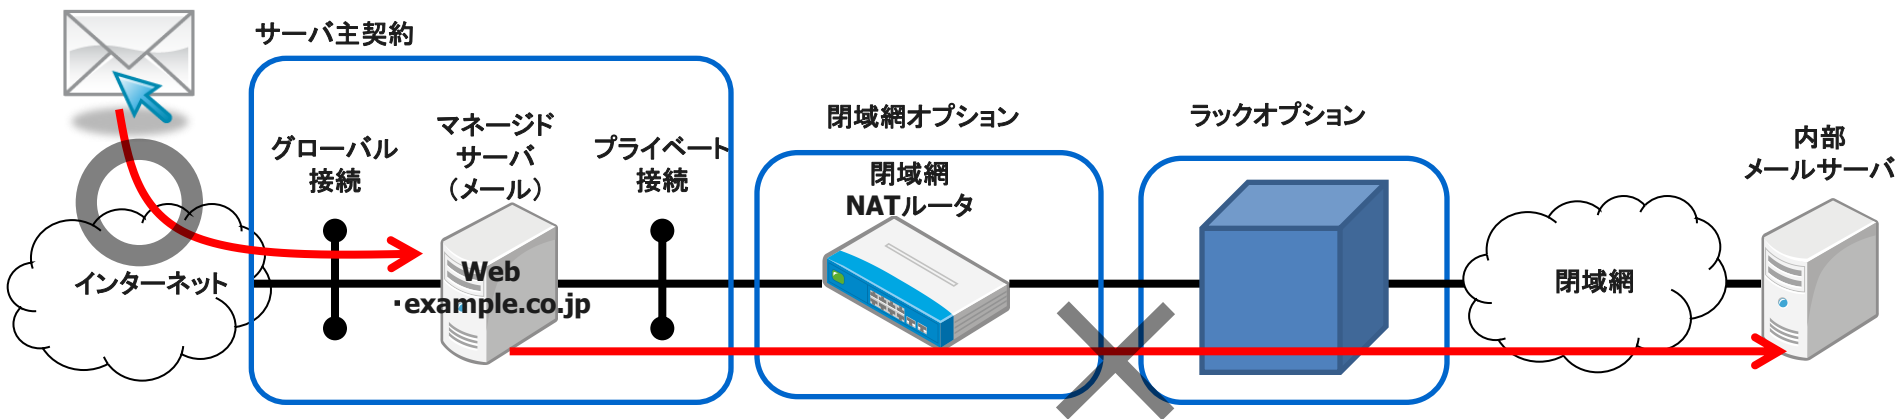 サーバ主契約
グローバル
接続
マネージド
サーバ
（メール）
プライベート
接続
閉域網オプション
閉域網
NATルータ
ラックオプション
内部
メールサーバ
インターネット
Web
・example.co.jp
閉域網